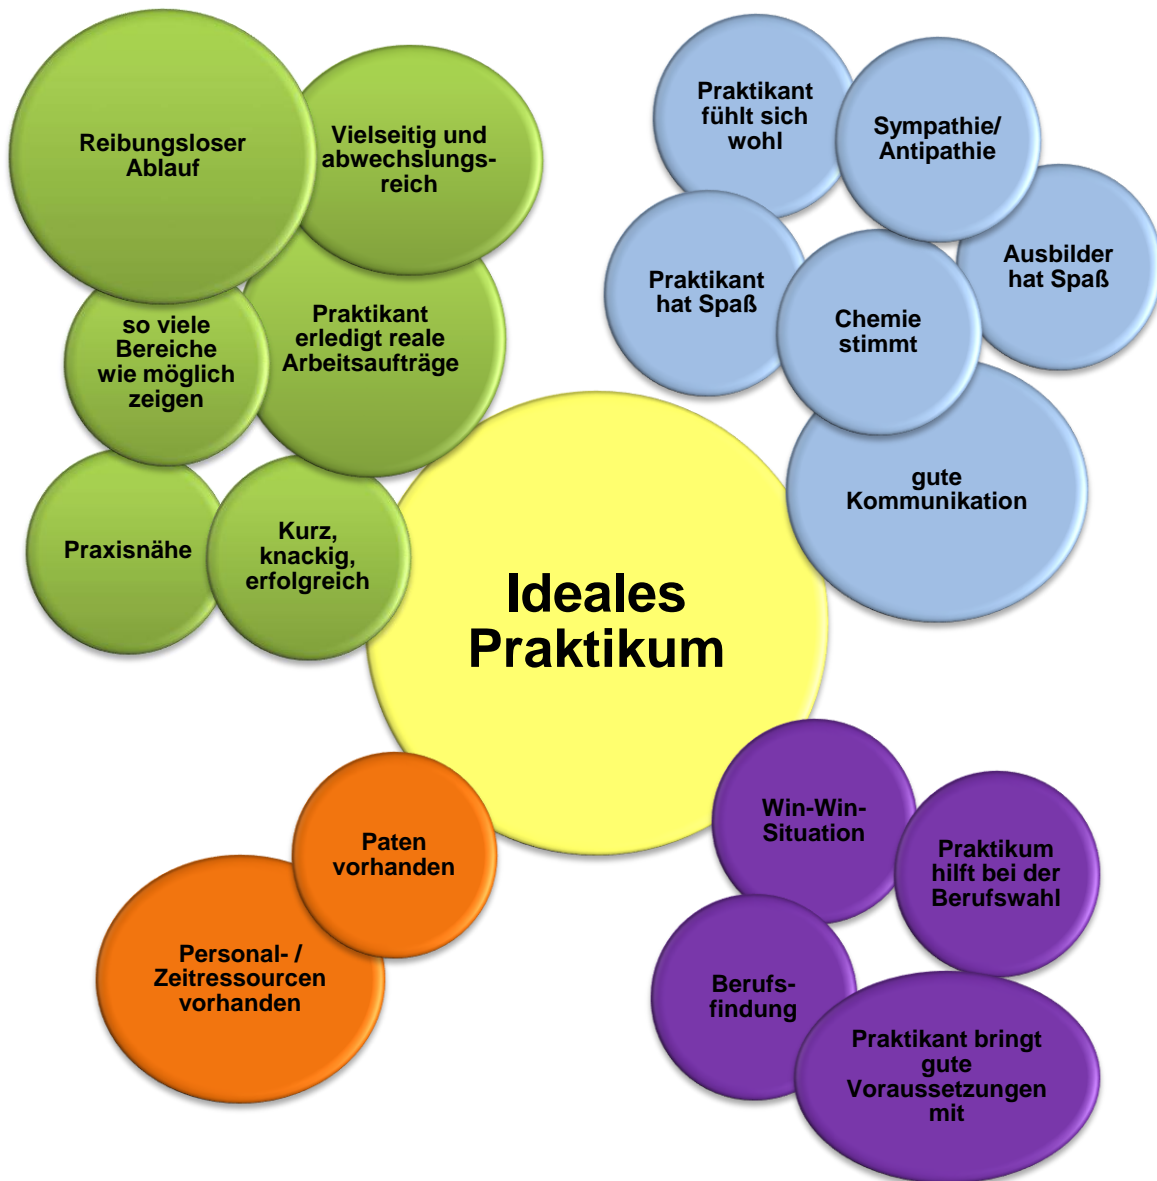 Reibungsloser
Ablauf
Vielseitig und
abwechslungs-
reich
so viele
Bereiche
wie möglich
zeigen
Praktikant
erledigt reale
Arbeitsaufträge
Praxisnähe
Kurz,
knackig,
erfolgreich
Praktikant
fühlt sich
wohl
Sympathie/
Antipathie
Praktikant
hat Spaß
Chemie
stimmt
Ausbilder
hat Spaß
gute
Kommunikation
Ideales
Praktikum
Paten
vorhanden
Personal- /
Zeitressourcen
vorhanden
Win-Win-
Situation
Praktikum
hilft bei der
Berufswahl
Berufs-
findung
Praktikant bringt
gute
Voraussetzungen
mit